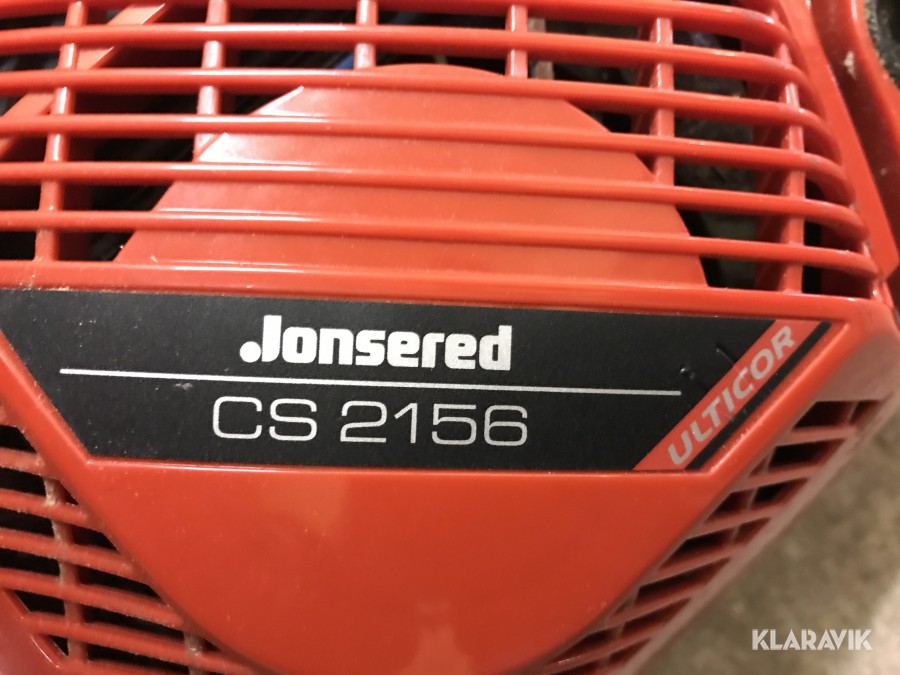 Jonsered
CS 2156
ULTICOR
KLARAVIK